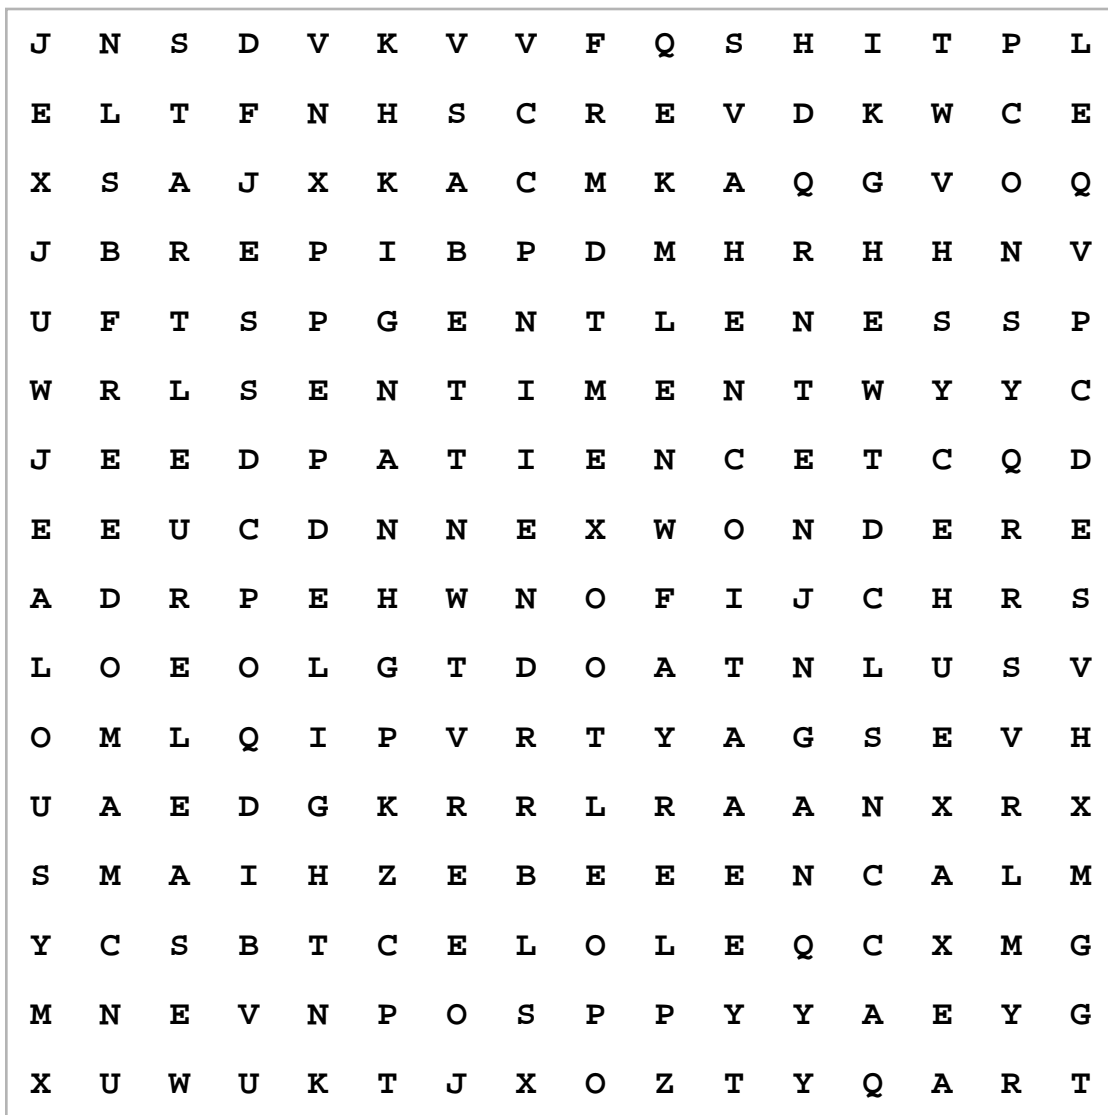 J N S D V K V V F Q S H I T P L
E L T F N H S C R E V D K W C E
X S A J X K A C M K A Q G V O Q
J B R E P I B P D M H R H H N V
U F T S P G E N T L E N E S S P
W R L S E N T I M E N T W Y Y C
J E E D P A T I E N C E T C Q D
E E U C D N N E X W O N D E R E
A D R P E H W N O F I J C H R S
L O E O L G T D O A T N L U S V
O M L Q I P V R T Y A G S E V H
U A E D G K R R L R A A N X R X
S M A I H Z E B E E E N C A L M
Y C S B T C E L O L E Q C X M G
M N E V N P O S P P Y Y A E Y G
X U W U K T J X O Z T Y Q A R T